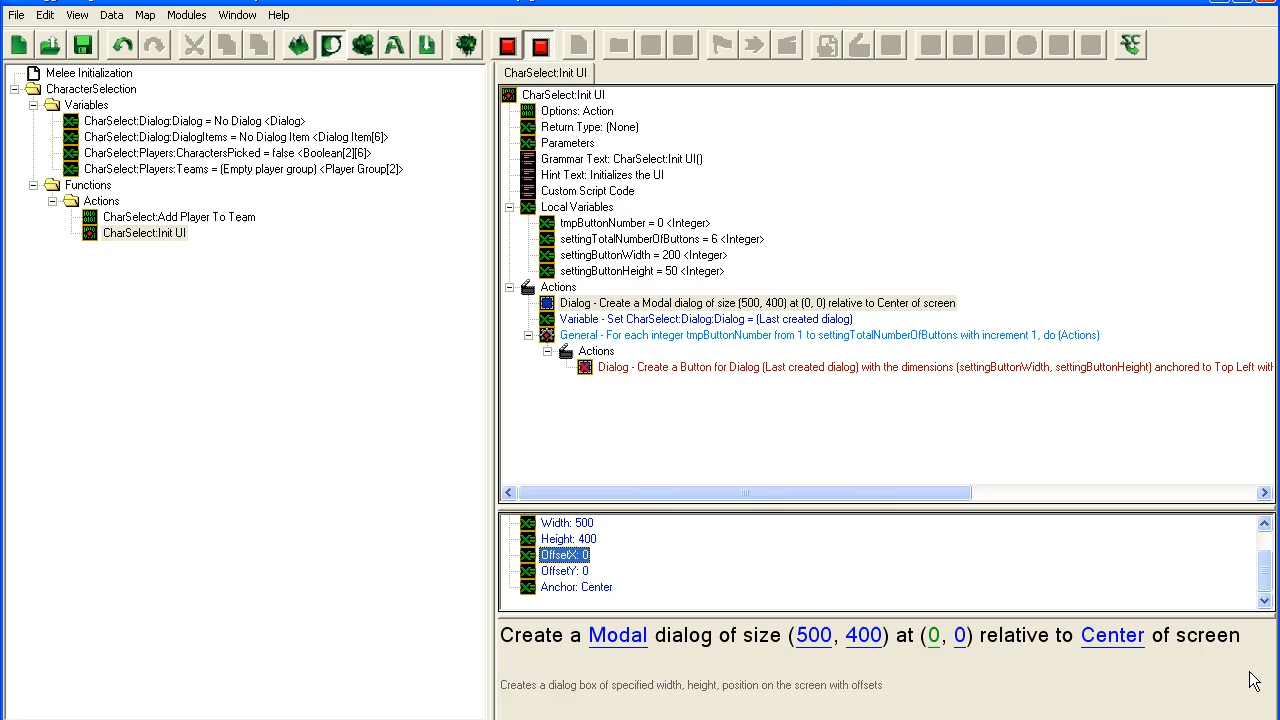 File Edit View Data Map Modules Window Help
Melee Initialization
CharacterSelection
Variables
CharSelect:Dialog:Dialog = No Dialog <Dialog>
CharSelect:Dialog:DialogItems = No Dialog Item <Dialog Item[6]>
CharSelect:Players:CharactersPicked = false <Boolean[2][6]>
CharSelect:Players:Teams = (Empty player group) <Player Group[2]>
Functions
Actions
CharSelect:Add Player To Team
CharSelect:Init UI
CharSelect:Init UI
CharSelect:Init UI
Options: Action
Return Type: (None)
Parameters
Grammar Text: CharSelect:Init UI()
Hint Text: Initializes the UI
Custom Script Code
Local Variables
tmpButtonNumber = 0 <Integer>
settingTotalNumberOfButtons = 6 <Integer>
settingButtonWidth = 200 <Integer>
settingButtonHeight = 50 <Integer>
Actions
Dialog - Create a Modal dialog of size (500, 400) at (0, 0) relative to Center of screen
Variable - Set CharSelect:Dialog:Dialog = (Last created dialog)
General - For each integer tmpButtonNumber from 1 to settingTotalNumberOfButtons with increment 1, do (Actions)
Actions
Dialog - Create a Button for Dialog (Last created dialog) with the dimensions (settingButtonWidth, settingButtonHeight) anchored to Top Left with
Width: 500
Height: 400
OffsetX: 0
OffsetY: 0
Anchor: Center
Create a Modal dialog of size (500, 400) at (0, 0) relative to Center of screen
Creates a dialog box of specified width, height, position on the screen with offsets